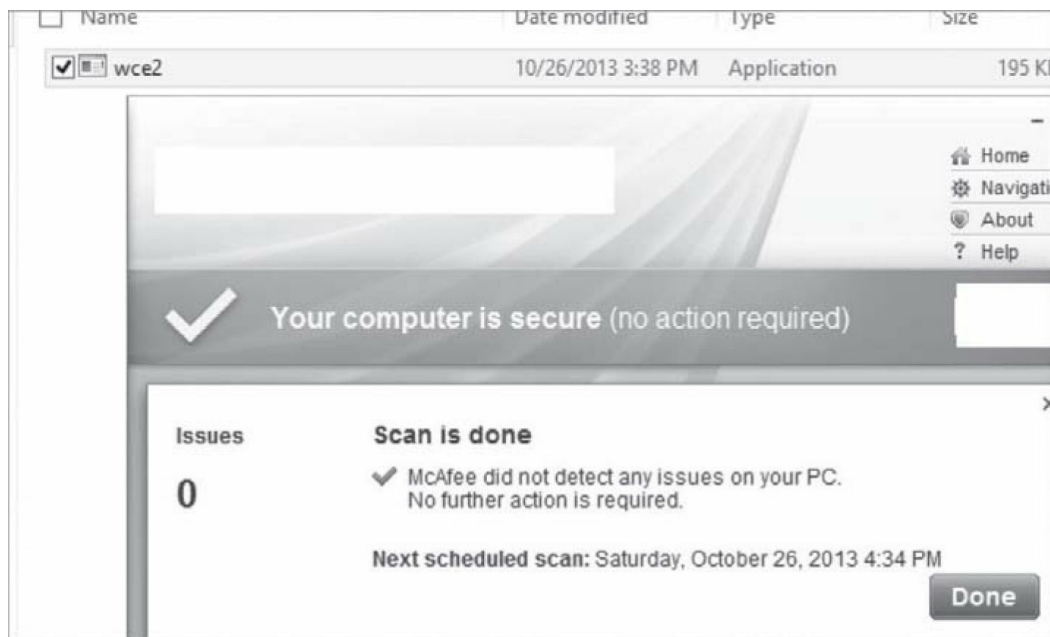 Name Date modified Type Size
wce2 10/26/2013 3:38 PM Application 195
Home
Navigati
About
? Help
Your computer is secure (no action required)
Issues
0
Scan is done
McAfee did not detect any issues on your PC.
No further action is required.
Next scheduled scan: Saturday, October 26, 2013 4:34 PM
Done